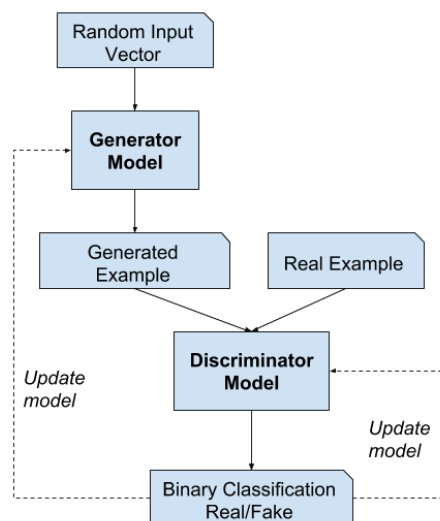 Random Input
Vector
Generator
Model
Generated
Example
Real Example
Discriminator
Model
Update
model
Update
model
Binary Classification
Real/Fake